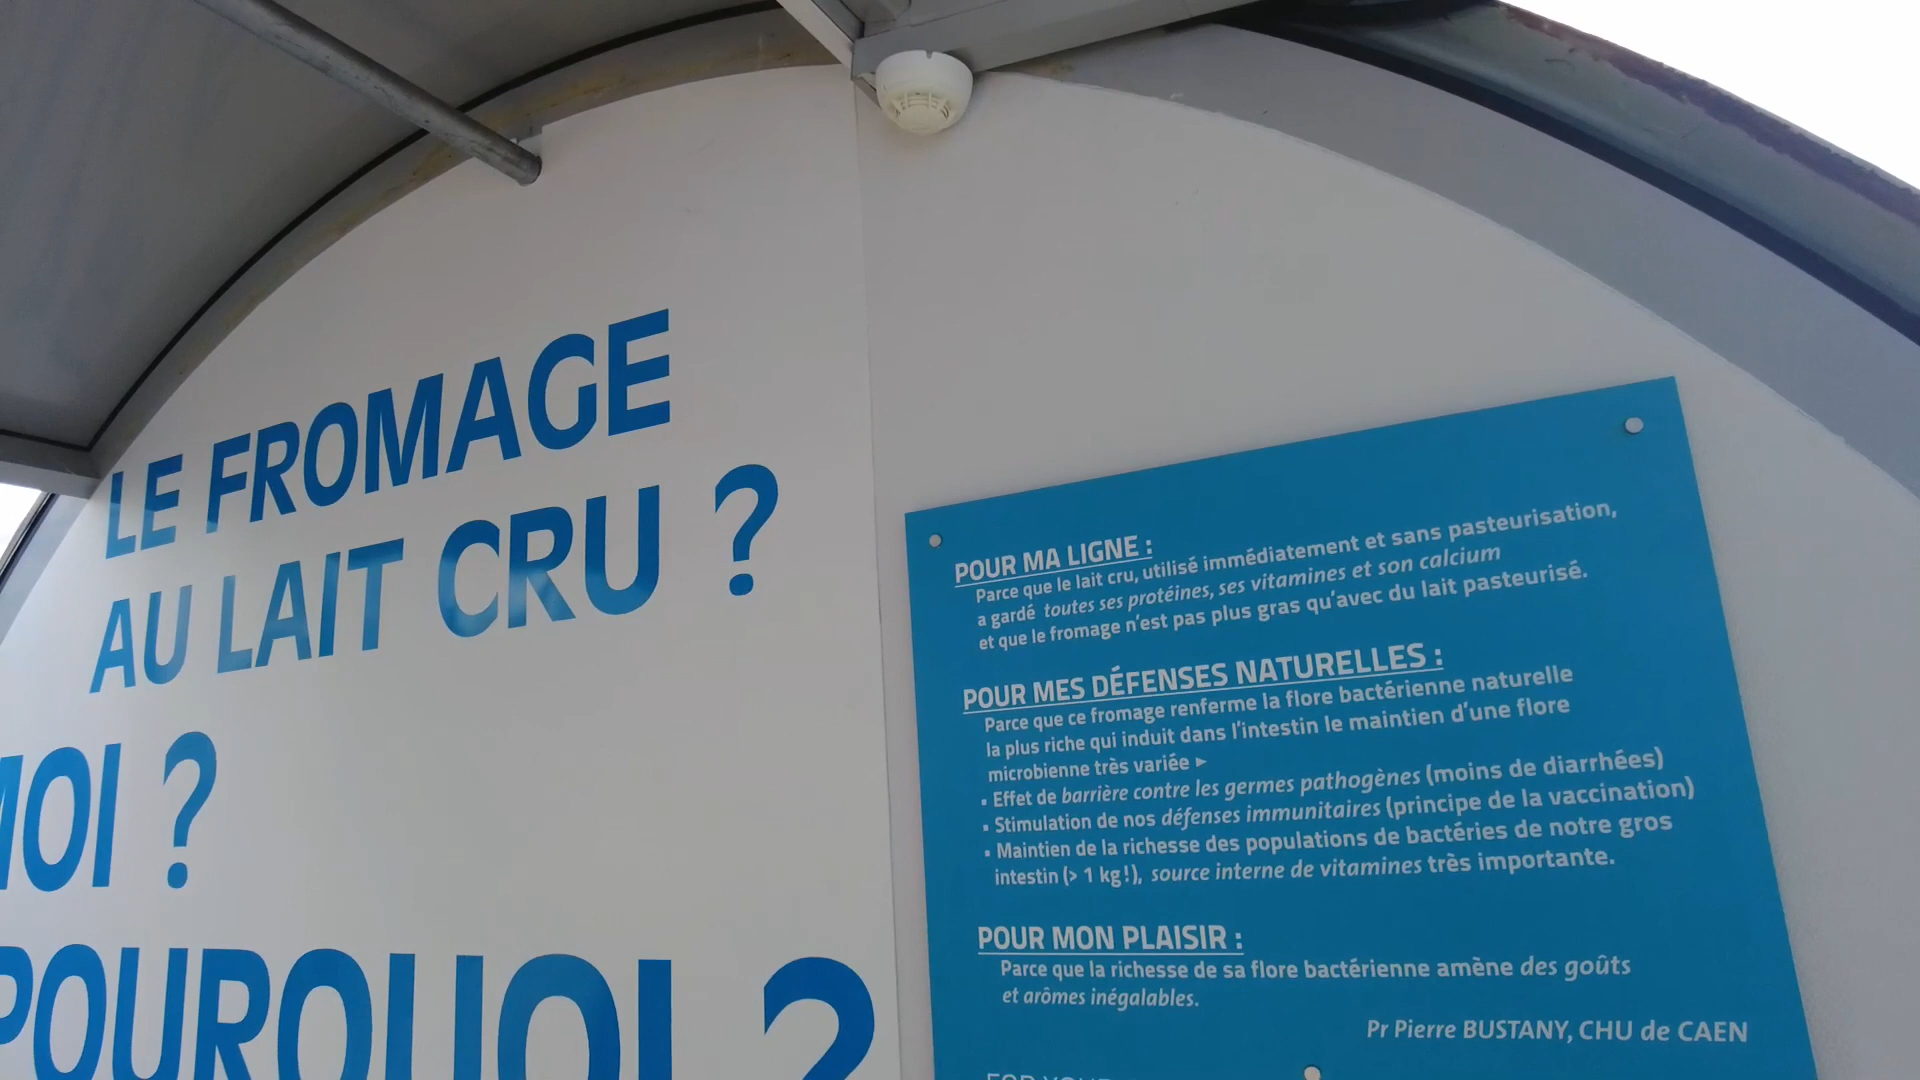 LE FROMAGE
AU LAIT CRU ?
MOI ?
POURQUOI ?
POUR MA LIGNE :
Parce que le lait cru, utilisé immédiatement et sans pasteurisation,
a gardé toutes ses protéines, ses vitamines et son calcium
et que le fromage n'est pas plus gras qu'avec du lait pasteurisé.
POUR MES DÉFENSES NATURELLES :
Parce que ce fromage renferme la flore bactérienne naturelle
la plus riche qui induit dans l'intestin le maintien d'une flore
microbienne très variée ►
• Effet de barrière contre les germes pathogènes (moins de diarrhées)
• Stimulation de nos défenses immunitaires (principe de la vaccination)
• Maintien de la richesse des populations de bactéries de notre gros
intestin (> 1 kg!), source interne de vitamines très importante.
POUR MON PLAISIR :
Parce que la richesse de sa flore bactérienne amène des goûts
et arômes inégalables.
Pr Pierre BUSTANY, CHU de CAEN
FOR YOUR